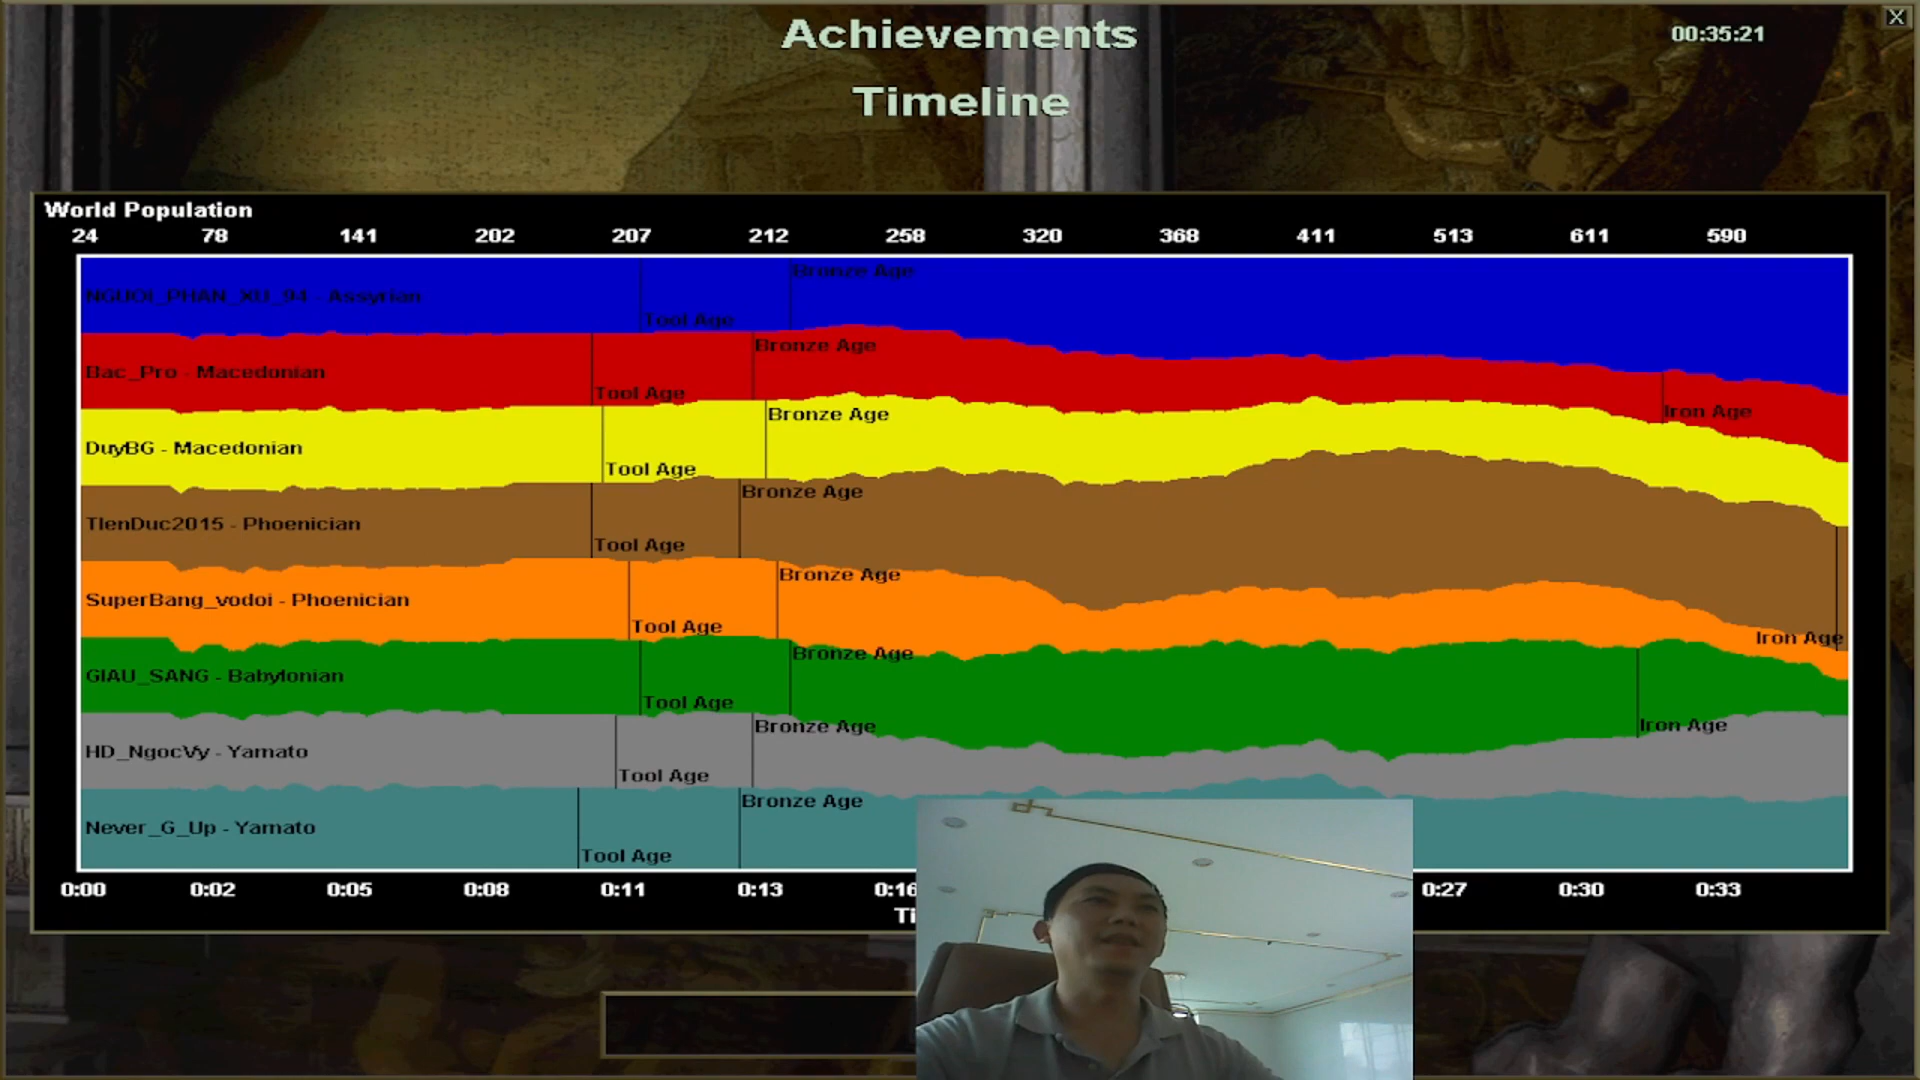 Achievements
00:35:21
X
Timeline
World Population
24 78 141 202 207 212 258 320 368 411 513 611 590
Bronze Age
NGUOI_PHAN_XU_94 - Assyrian
Tool Age
Bronze Age
Bac_Pro - Macedonian
Tool Age
Iron Age
Bronze Age
DuyBG - Macedonian
Tool Age
Bronze Age
TienDuc2015 - Phoenician
Tool Age
Bronze Age
SuperBang_vodoi - Phoenician
Tool Age
Iron Age
Bronze Age
GIAU_SANG - Babylonian
Tool Age
Bronze Age
Iron Age
HD_NgocVy - Yamato
Tool Age
Bronze Age
Never_G_Up - Yamato
Tool Age
0:00 0:02 0:05 0:08 0:11 0:13 0:16 0:27 0:30 0:33